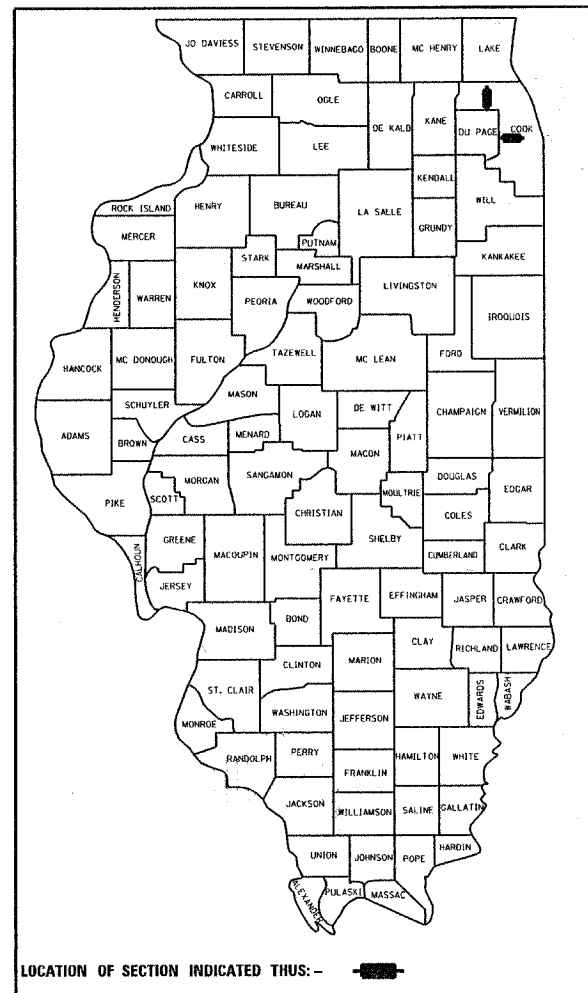 JO DAVIESS STEVENSON WINNEBAGO BOONE MC HENRY LAKE
CARROLL OGLE DE KALB KANE DU PAGE COOK
WHITESIDE LEE
KENDALL
ROCK ISLAND HENRY BUREAU LA SALLE GRUNDY WILL
MERCER PUTNAM
STARK MARSHALL KANKAKEE
HENDERSON WARREN KNOX PEORIA WOODFORD LIVINGSTON IROQUOIS
HANCOCK MC DONOUGH FULTON TAZEWELL MC LEAN FORD
SCHUYLER MASON
ADAMS BROWN CASS MENARD LOGAN DE WITT PIATT CHAMPAIGN VERMILION
MACON
PIKE SCOTT MORGAN SANGAMON MOULTRIE DOUGLAS EDGAR
CHRISTIAN COLES
CALHOUN GREENE MACOUPIN MONTGOMERY SHELBY CUMBERLAND CLARK
JERSEY
MADISON BOND FAYETTE EFFINGHAM JASPER CRAWFORD
CLAY RICHLAND LAWRENCE
CLINTON MARION
ST. CLAIR WAYNE EDWARDS WABASH
MONROE WASHINGTON JEFFERSON
RANDOLPH PERRY HAMILTON WHITE
FRANKLIN
JACKSON WILLIAMSON SALINE GALLATIN
UNION JOHNSON POPE HARDIN
ALEXANDER PULASKI MASSAC
LOCATION OF SECTION INDICATED THUS: -